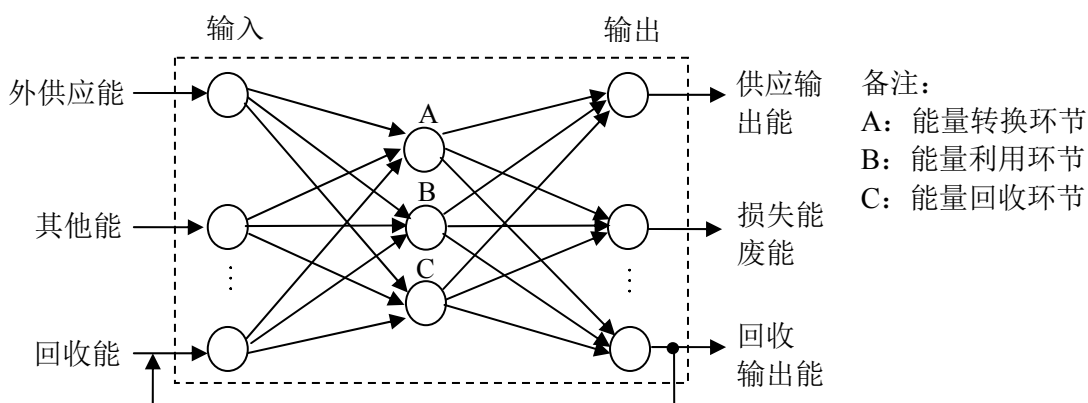 输入
输出
外供应能
其他能
回收能
A
B
C
供应输
出能
损失能
废能
回收
输出能
备注：
A：能量转换环节
B：能量利用环节
C：能量回收环节